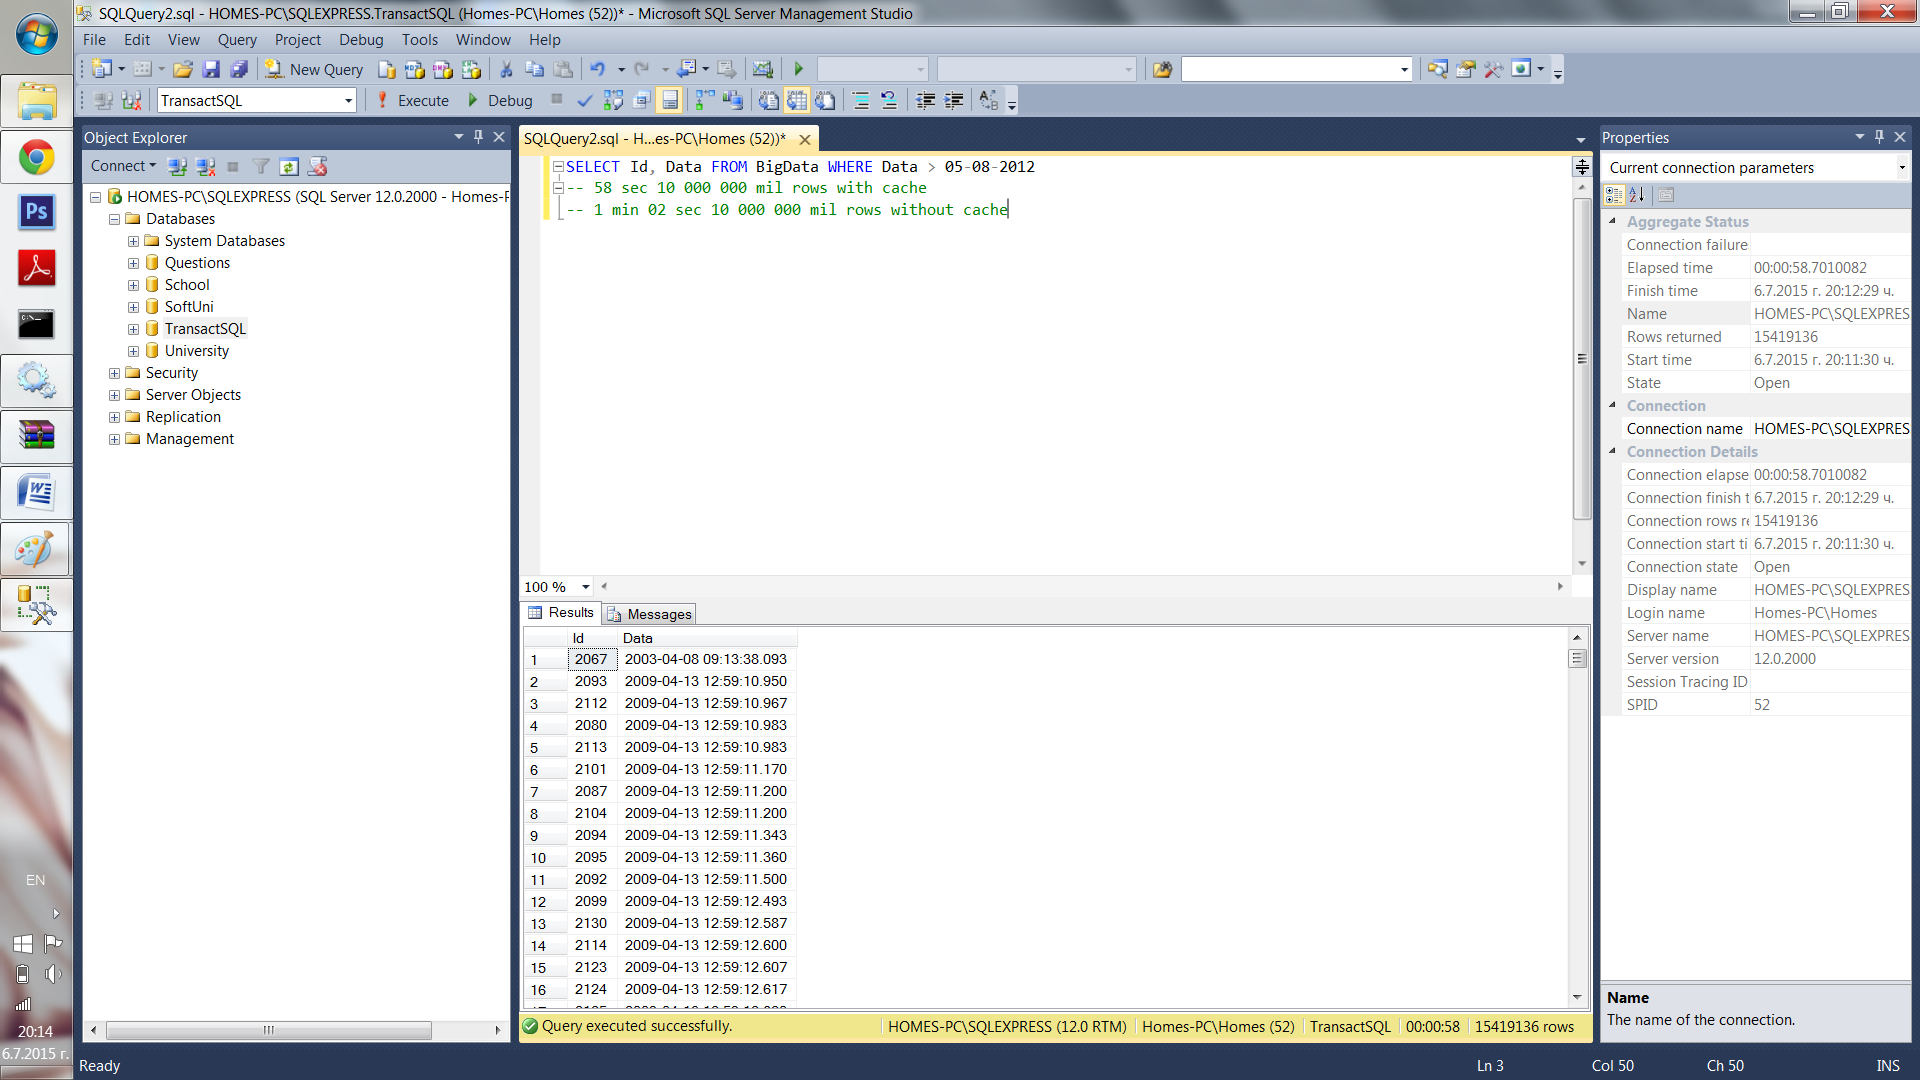 SQLQuery2.sql - HOMES-PC\SQLEXPRESS.TransactSQL (Homes-PC\Homes (52))* - Microsoft SQL Server Management Studio
File Edit View Query Project Debug Tools Window Help
New Query
TransactSQL Execute Debug
Object Explorer
Connect
HOMES-PC\SQLEXPRESS (SQL Server 12.0.2000 - Homes-F
Databases
System Databases
Questions
School
SoftUni
TransactSQL
University
Security
Server Objects
Replication
Management
SQLQuery2.sql - H...es-PC\Homes (52))*
SELECT Id, Data FROM BigData WHERE Data > 05-08-2012
-- 58 sec 10 000 000 mil rows with cache
-- 1 min 02 sec 10 000 000 mil rows without cache
100 %
Results Messages
Id Data
1 2067 2003-04-08 09:13:38.093
2 2093 2009-04-13 12:59:10.950
3 2112 2009-04-13 12:59:10.967
4 2080 2009-04-13 12:59:10.983
5 2113 2009-04-13 12:59:10.983
6 2101 2009-04-13 12:59:11.170
7 2087 2009-04-13 12:59:11.200
8 2104 2009-04-13 12:59:11.200
9 2094 2009-04-13 12:59:11.343
10 2095 2009-04-13 12:59:11.360
11 2092 2009-04-13 12:59:11.500
12 2099 2009-04-13 12:59:12.493
13 2130 2009-04-13 12:59:12.587
14 2114 2009-04-13 12:59:12.600
15 2123 2009-04-13 12:59:12.607
16 2124 2009-04-13 12:59:12.617
Query executed successfully. HOMES-PC\SQLEXPRESS (12.0 RTM) Homes-PC\Homes (52) TransactSQL 00:00:58 15419136 rows
Properties
Current connection parameters
Aggregate Status
Connection failure
Elapsed time 00:00:58.7010082
Finish time 6.7.2015 г. 20:12:29 ч.
Name HOMES-PC\SQLEXPRES
Rows returned 15419136
Start time 6.7.2015 г. 20:11:30 ч.
State Open
Connection
Connection name HOMES-PC\SQLEXPRES
Connection Details
Connection elapse 00:00:58.7010082
Connection finish t 6.7.2015 г. 20:12:29 ч.
Connection rows re 15419136
Connection start ti 6.7.2015 г. 20:11:30 ч.
Connection state Open
Display name HOMES-PC\SQLEXPRES
Login name Homes-PC\Homes
Server name HOMES-PC\SQLEXPRES
Server version 12.0.2000
Session Tracing ID
SPID 52
Name
The name of the connection.
Ps
EN
20:14
6.7.2015 г.
Ready Ln 3 Col 50 Ch 50 INS